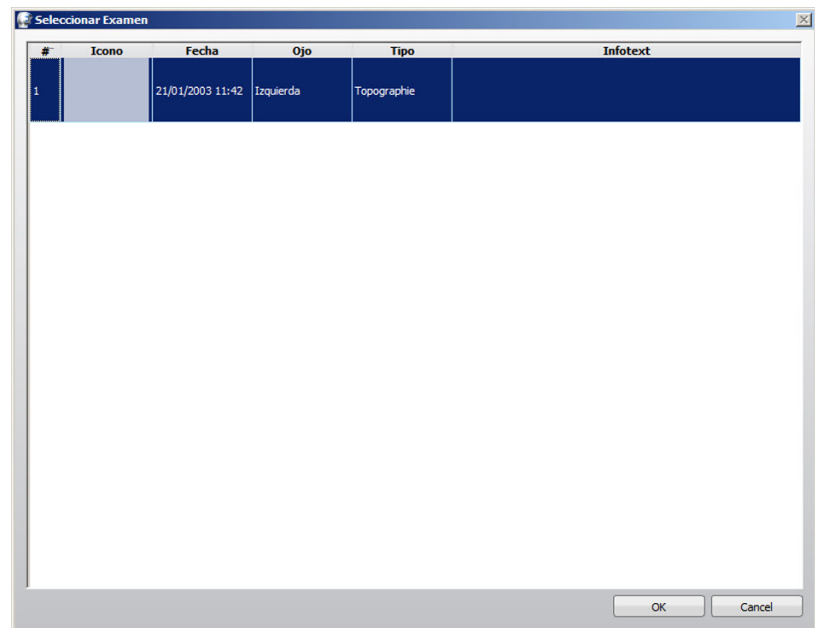 Seleccionar Examen
# Icono Fecha Ojo Tipo Infotext
1 21/01/2003 11:42 Izquierda Topographie
OK Cancel